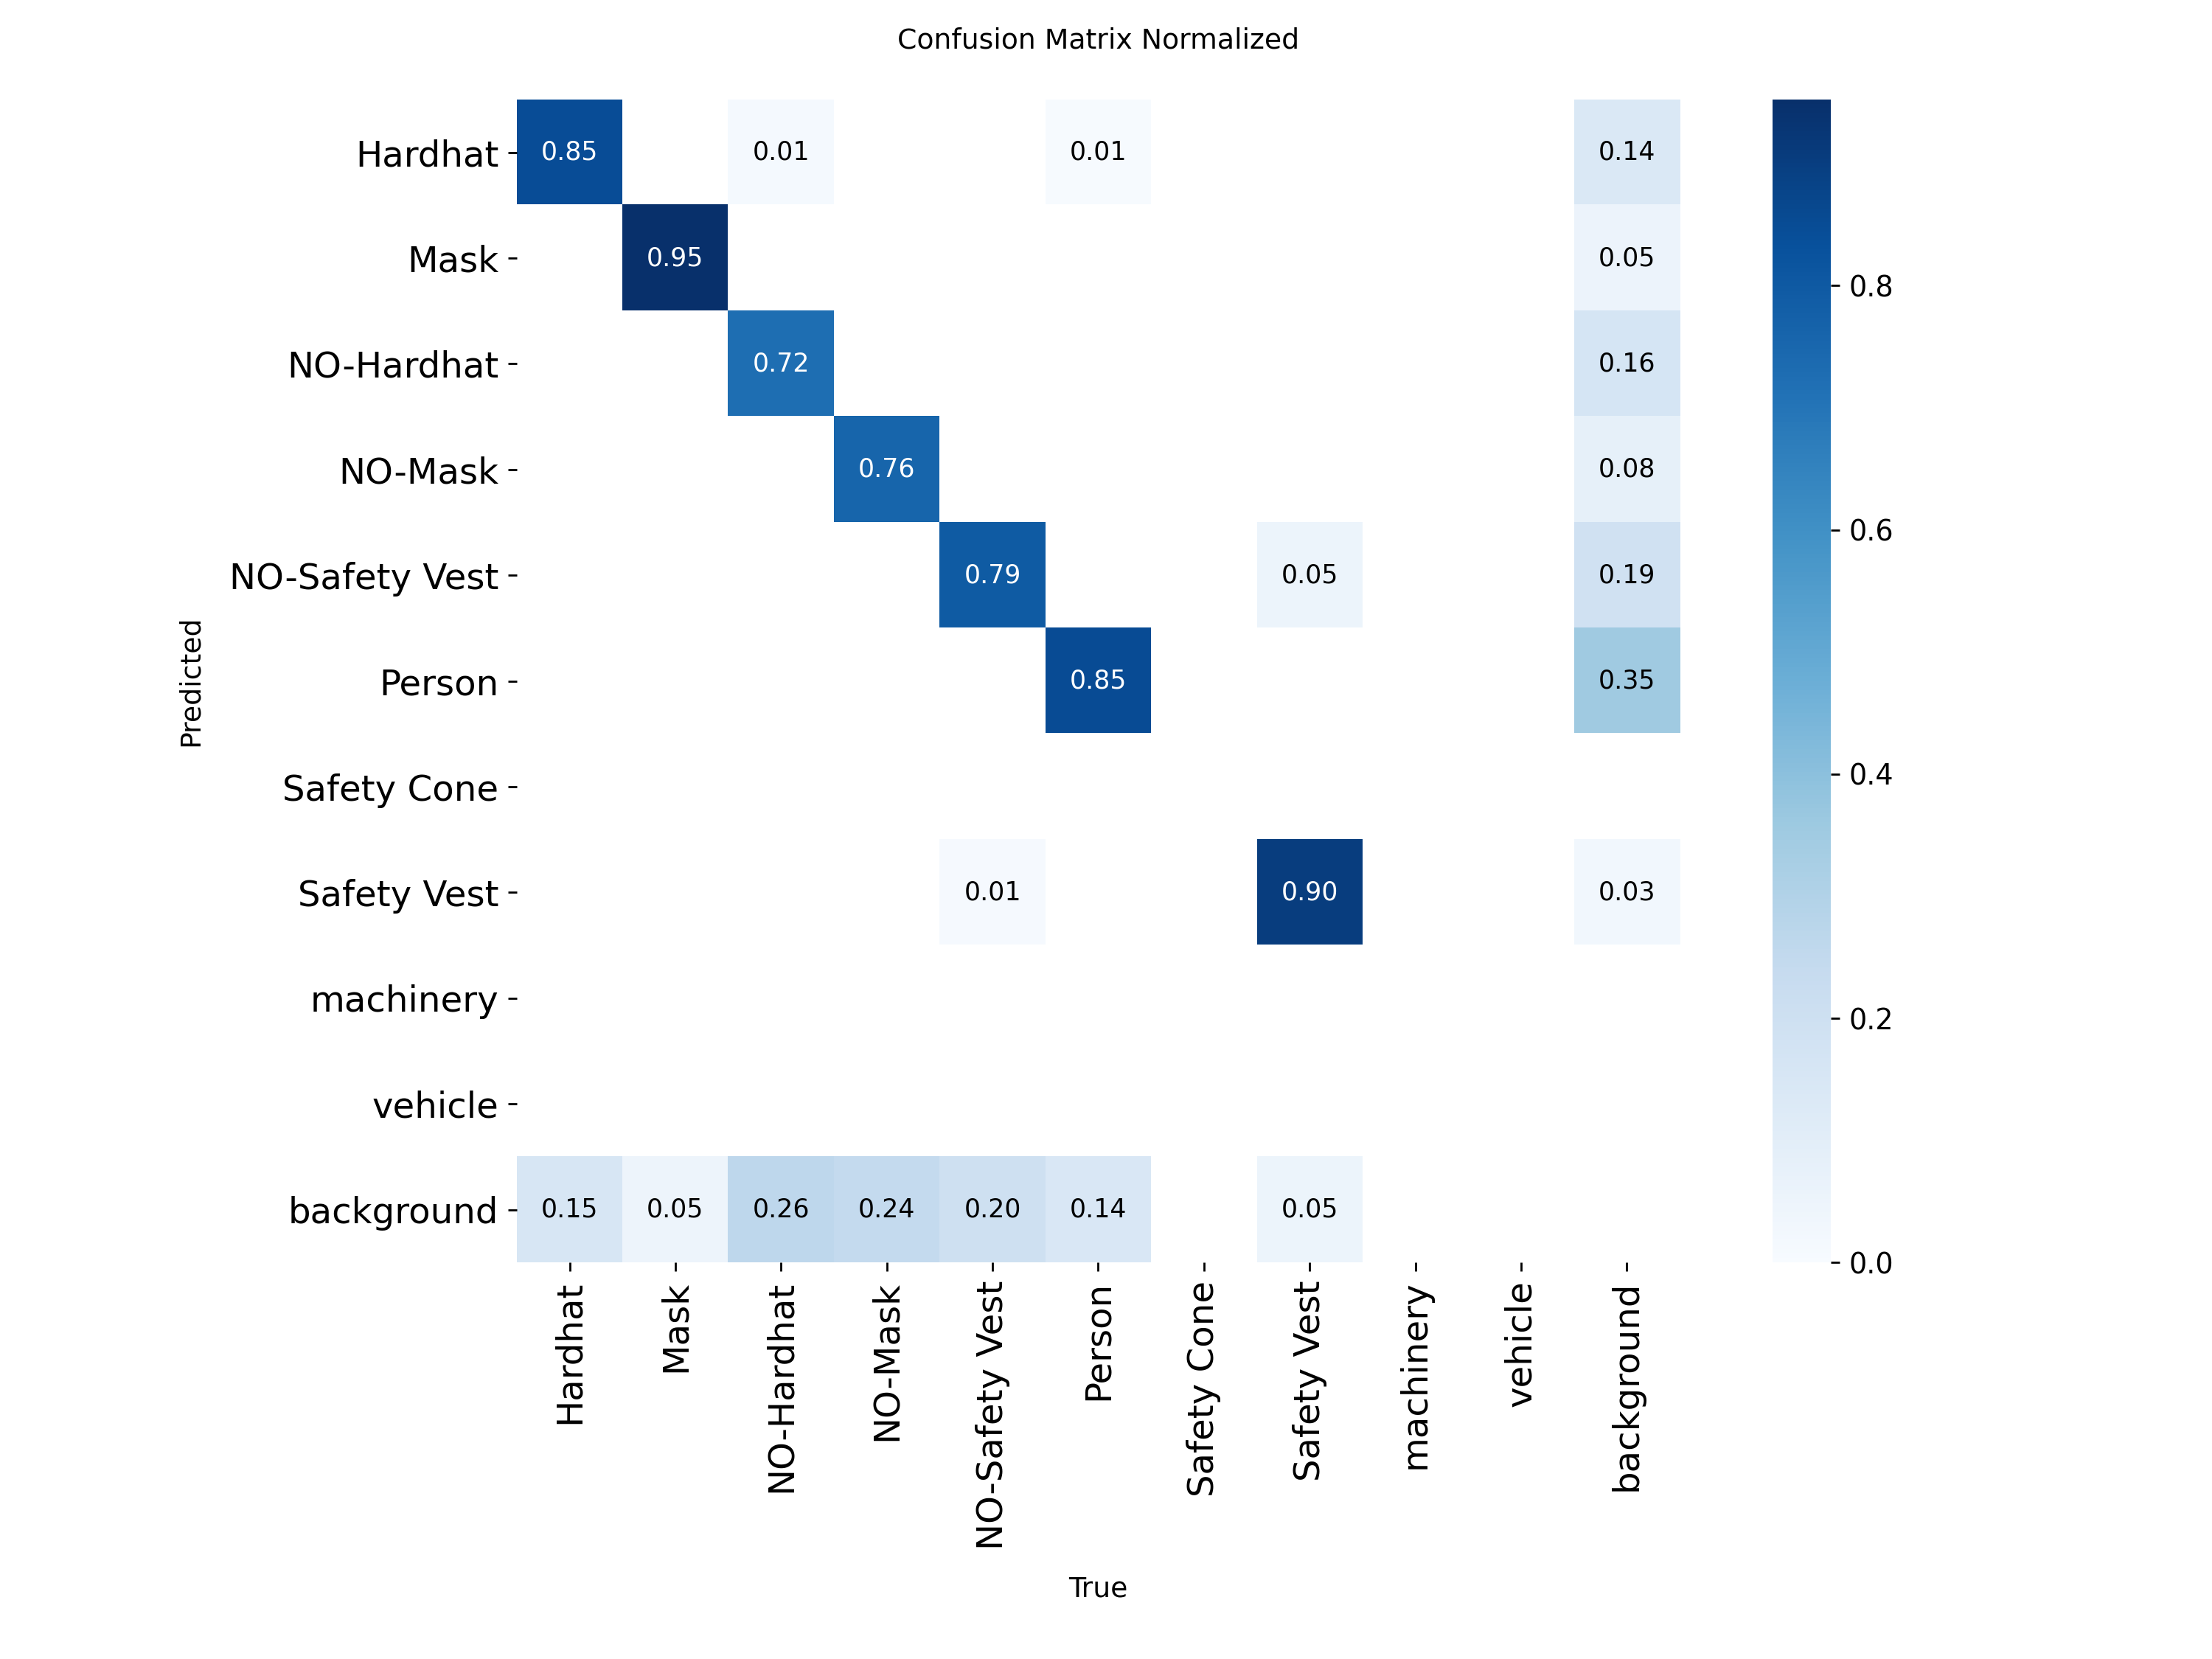 Confusion Matrix Normalized
Predicted
Hardhat 0.85 0.01 0.01 0.14
Mask 0.95 0.05
NO-Hardhat 0.72 0.16
NO-Mask 0.76 0.08
NO-Safety Vest 0.79 0.05 0.19
Person 0.85 0.35
Safety Cone
Safety Vest 0.01 0.90 0.03
machinery
vehicle
background 0.15 0.05 0.26 0.24 0.20 0.14 0.05
Hardhat
Mask
NO-Hardhat
NO-Mask
NO-Safety Vest
Person
Safety Cone
Safety Vest
machinery
vehicle
background
True
0.8
0.6
0.4
0.2
0.0